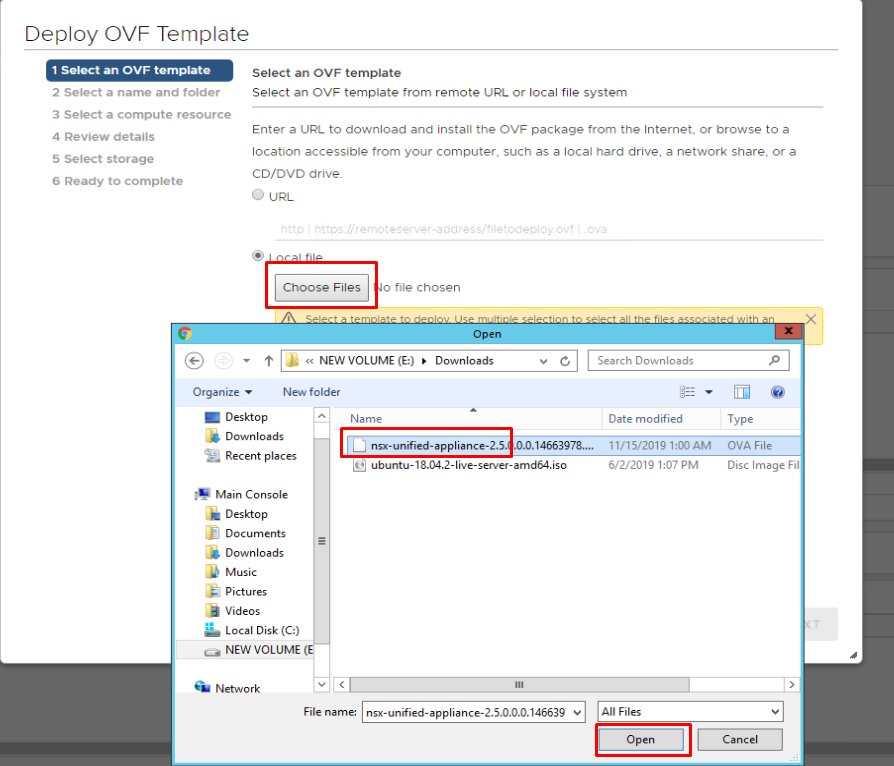 Deploy OVF Template
1 Select an OVF template
2 Select a name and folder
3 Select a compute resource
4 Review details
5 Select storage
6 Ready to complete
Select an OVF template
Select an OVF template from remote URL or local file system
Enter a URL to download and install the OVF package from the Internet, or browse to a
location accessible from your computer, such as a local hard drive, a network share, or a
CD/DVD drive.
URL
http | https://remoteserver-address/filetodeploy.ovf | .ova
Local file
Choose Files No file chosen
Select a template to deploy. Use multiple selection to select all the files associated with an
Open
« NEW VOLUME (E:) Downloads
Search Downloads
Organize New folder
Name Date modified Type
nsx-unified-appliance-2.5.0.0.0.14663978.... 11/15/2019 1:00 AM OVA File
ubuntu-18.04.2-live-server-amd64.iso 6/2/2019 1:07 PM Disc Image Fil
Desktop
Downloads
Recent places
Main Console
Desktop
Documents
Downloads
Music
Pictures
Videos
Local Disk (C:)
NEW VOLUME (E
Network
XT
File name: nsx-unified-appliance-2.5.0.0.0.146639 All Files
Open Cancel